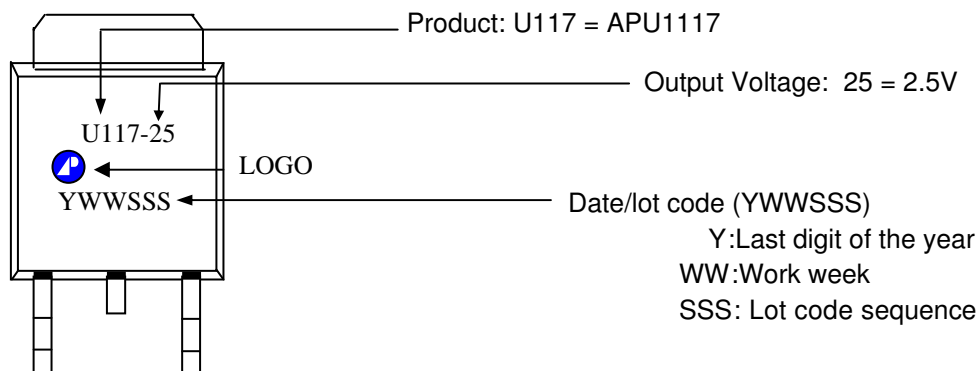 Product: U117 = APU1117
Output Voltage: 25 = 2.5V
U117-25
AP
LOGO
YWWSSS
Date/lot code (YWWSSS)
Y:Last digit of the year
WW:Work week
SSS: Lot code sequence